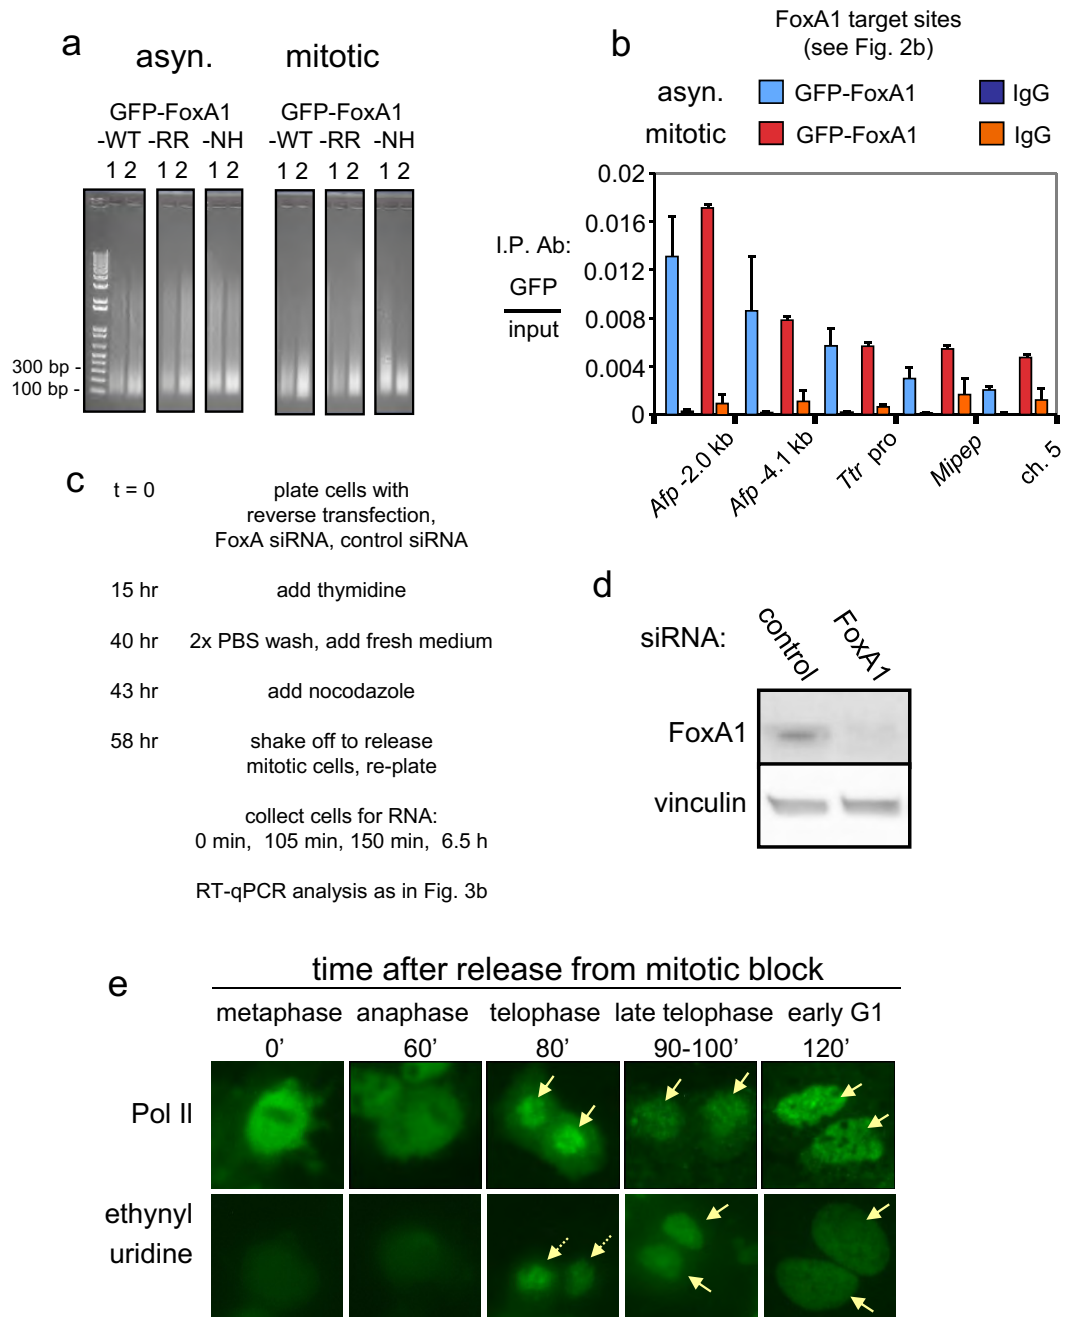 a
asyn.
mitotic
GFP-FoxA1
GFP-FoxA1
-WT -RR -NH
-WT -RR -NH
1 2 1 2 1 2
1 2 1 2 1 2
300 bp -
100 bp -
b
FoxA1 target sites
(see Fig. 2b)
asyn. GFP-FoxA1 IgG
mitotic GFP-FoxA1 IgG
I.P. Ab:
GFP
input
0.02
0.016
0.012
0.008
0.004
0
Afp -2.0 kb
Afp -4.1 kb
Ttr pro
Mipep
ch. 5
c
t = 0 plate cells with
reverse transfection,
FoxA siRNA, control siRNA
15 hr add thymidine
40 hr 2x PBS wash, add fresh medium
43 hr add nocodazole
58 hr shake off to release
mitotic cells, re-plate
collect cells for RNA:
0 min, 105 min, 150 min, 6.5 h
RT-qPCR analysis as in Fig. 3b
d
siRNA: control FoxA1
FoxA1
vinculin
e
time after release from mitotic block
metaphase anaphase telophase late telophase early G1
0' 60' 80' 90-100' 120'
Pol II
ethynyl
uridine